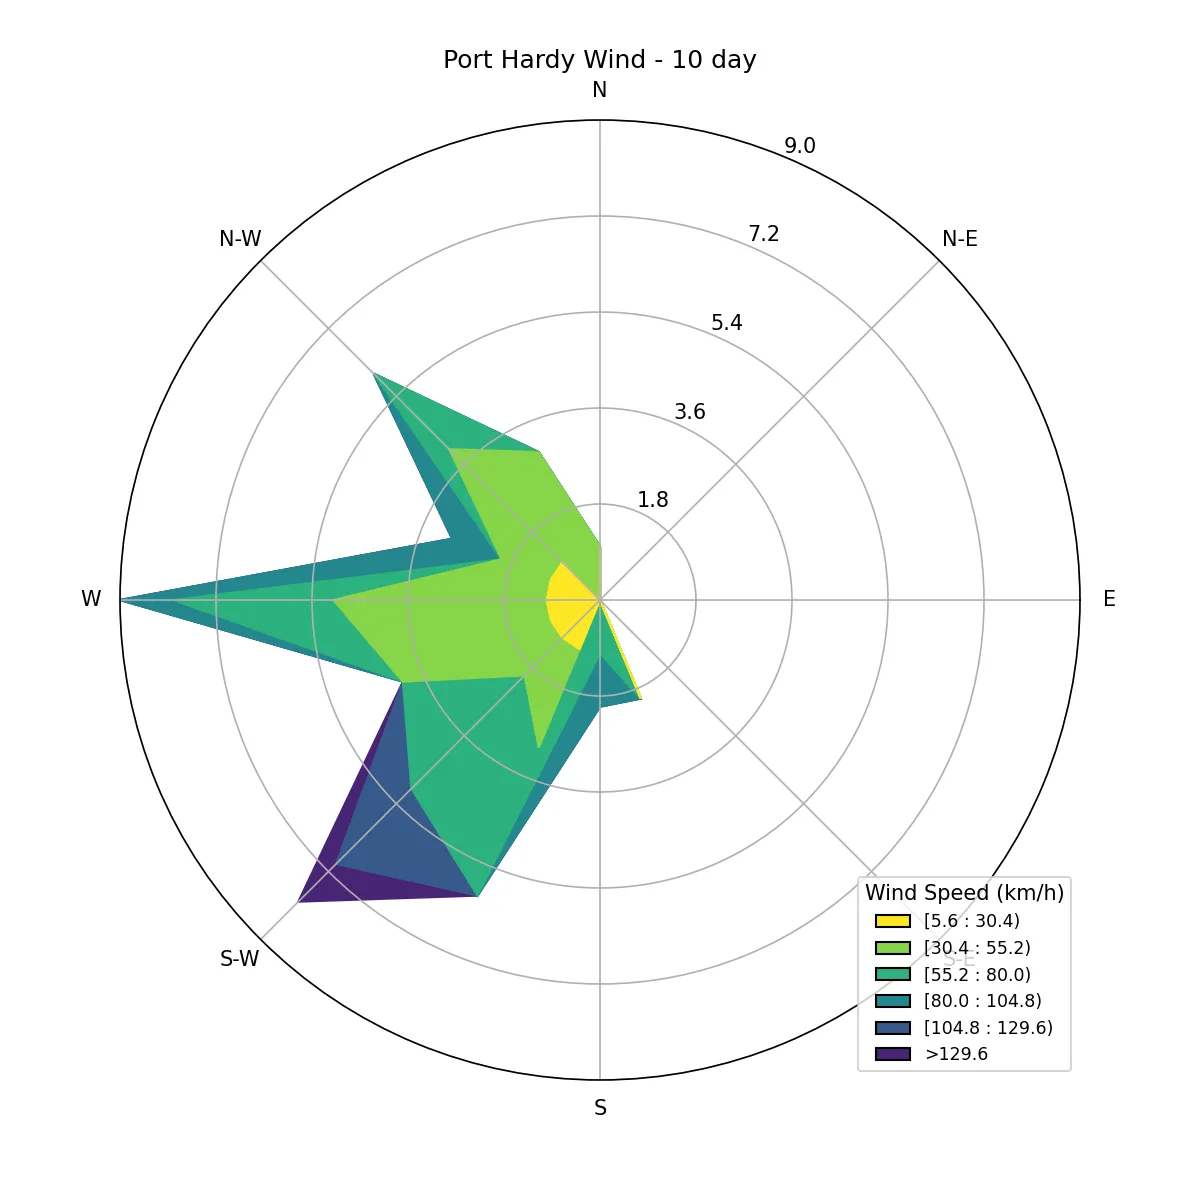 Port Hardy Wind - 10 day
N
9.0
N-W
N-E
7.2
5.4
3.6
1.8
W
E
Wind Speed (km/h)
[5.6 : 30.4)
[30.4 : 55.2)
S-W
S-E
[55.2 : 80.0)
[80.0 : 104.8)
[104.8 : 129.6)
>129.6
S